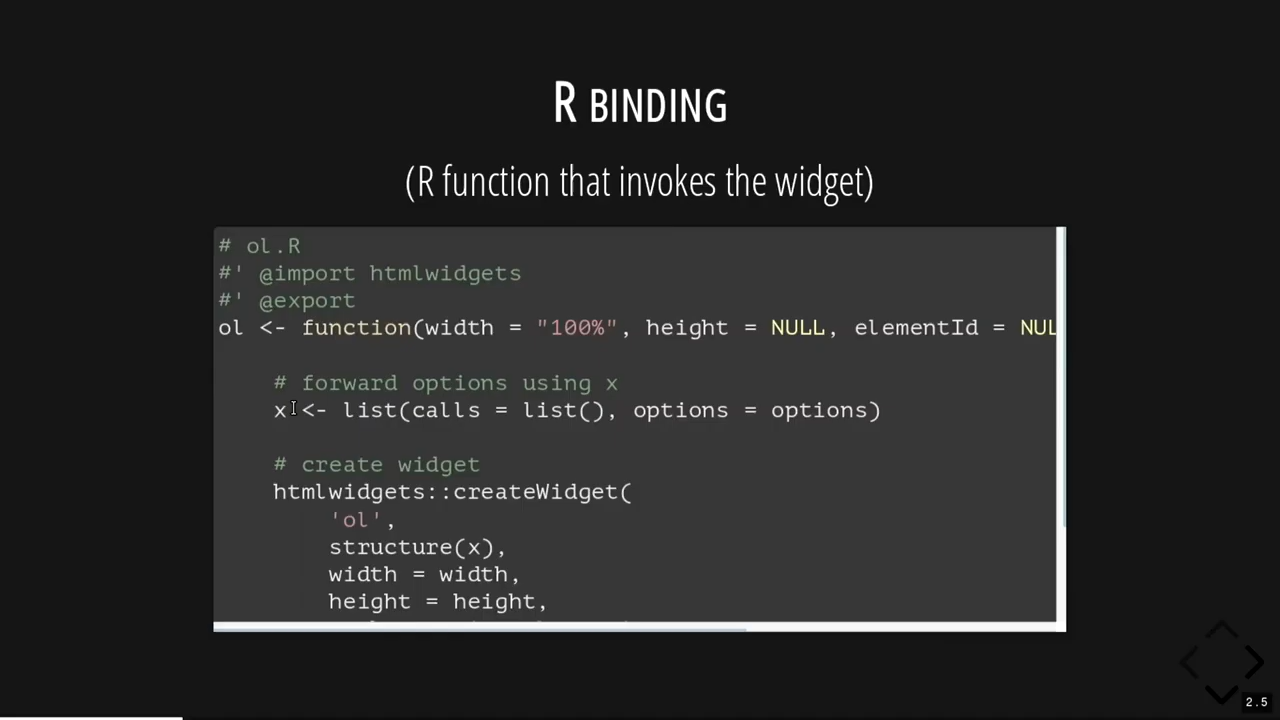 R BINDING
(R function that invokes the widget)
# ol.R
#' @import htmlwidgets
#' @export
ol <- function(width = "100%", height = NULL, elementId = NUL
# forward options using x
x <- list(calls = list(), options = options)
# create widget
htmlwidgets::createWidget(
'ol',
structure(x),
width = width,
height = height,
2.5